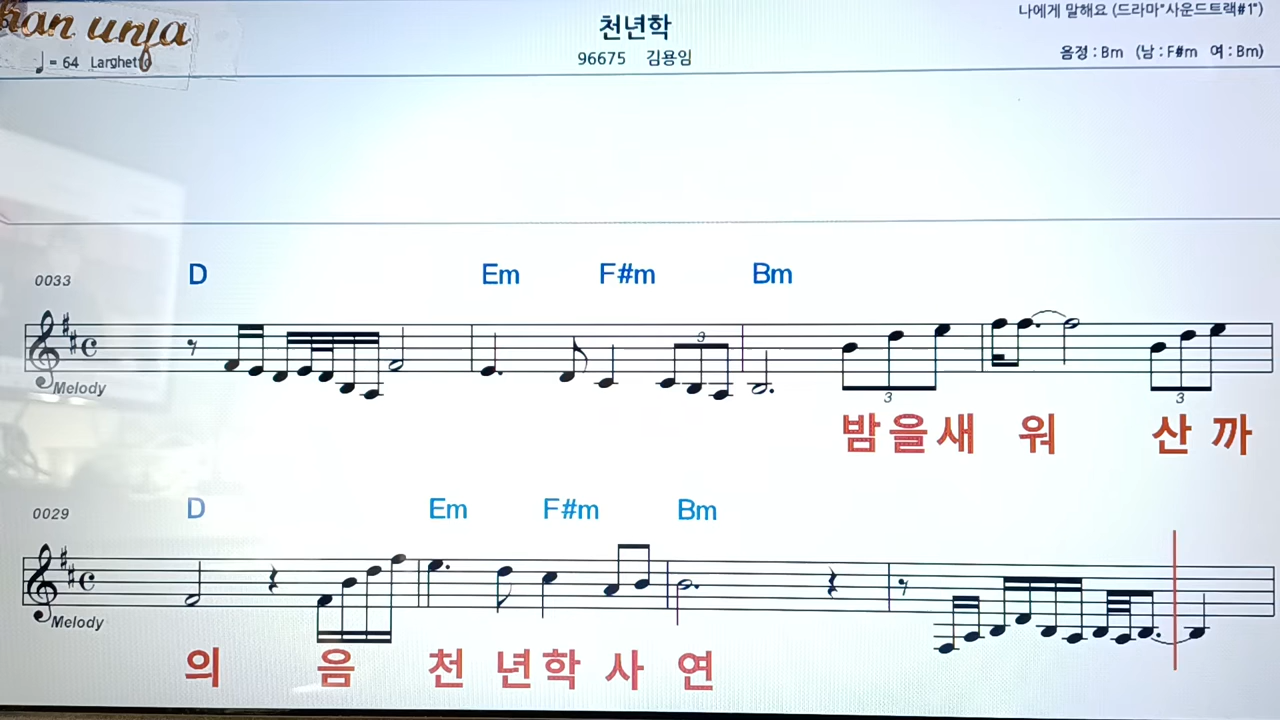 han unja
♩= 64 Larghetto
천년학
96675 김용임
나에게 말해요 (드라마"사운드트랙#1")
음정 : Bm (남 : F#m 여 : Bm)
0033
D Em F#m Bm
Melody
3 3 3
밤을새 워 산 까
0029
D Em F#m Bm
Melody
의 음 천 년학 사 연